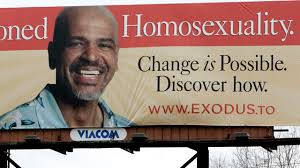 oned Homosexuality.
Change is Possible.
Discover how.
WWW.EXODUS.TO
VIACOM